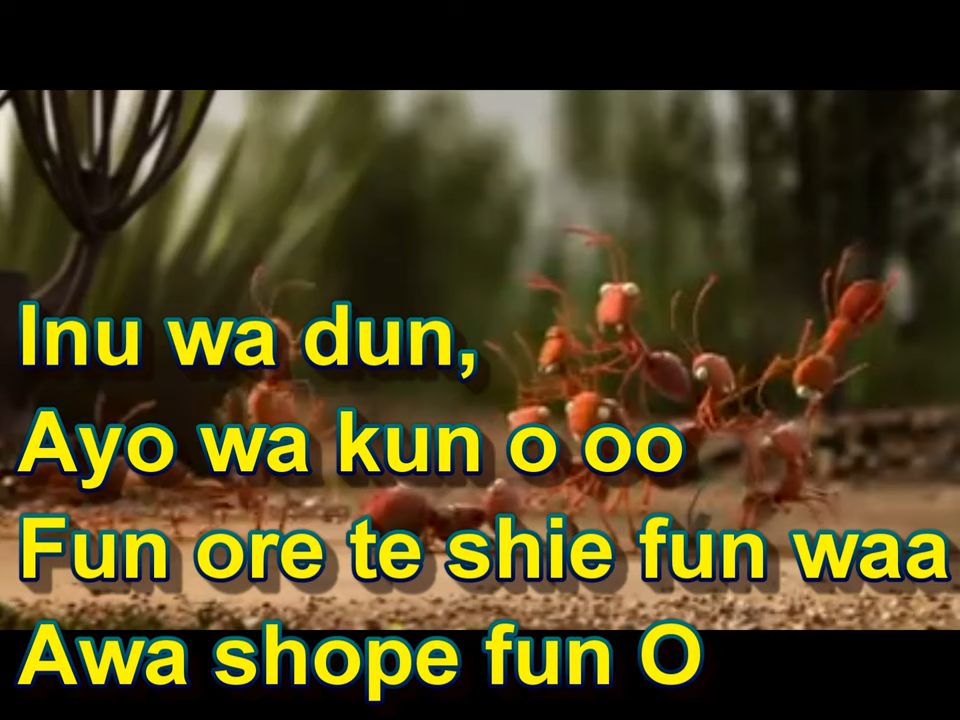 Inu wa dun,
Ayo wa kun o oo
Fun ore te shie fun waa
Awa shope fun O